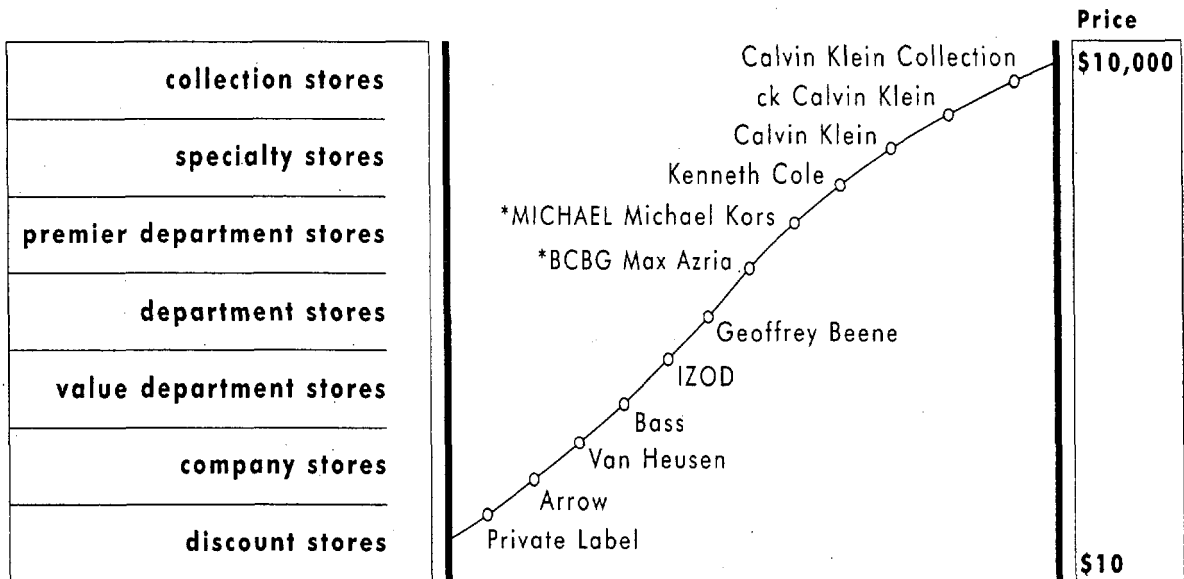 Price
$10,000
collection stores
specialty stores
premier department stores
department stores
value department stores
company stores
discount stores
Calvin Klein Collection
ck Calvin Klein
Calvin Klein
Kenneth Cole
*MICHAEL Michael Kors
*BCBG Max Azria
Geoffrey Beene
IZOD
Bass
Van Heusen
Arrow
Private Label
$10